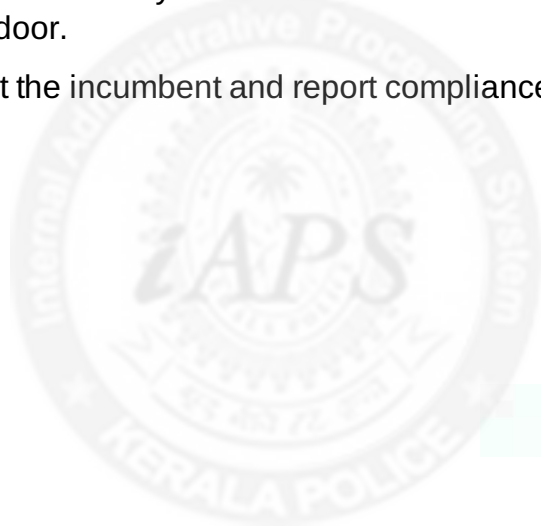 door.
t the incumbent and report compliance
Internal Administrative Processing System
iAPS
KERALA POLICE